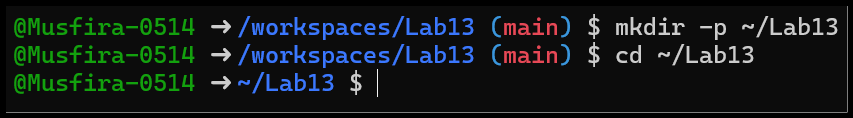 @Musfira-0514 ➜ /workspaces/Lab13 (main) $ mkdir -p ~/Lab13
@Musfira-0514 ➜ /workspaces/Lab13 (main) $ cd ~/Lab13
@Musfira-0514 ➜ ~/Lab13 $